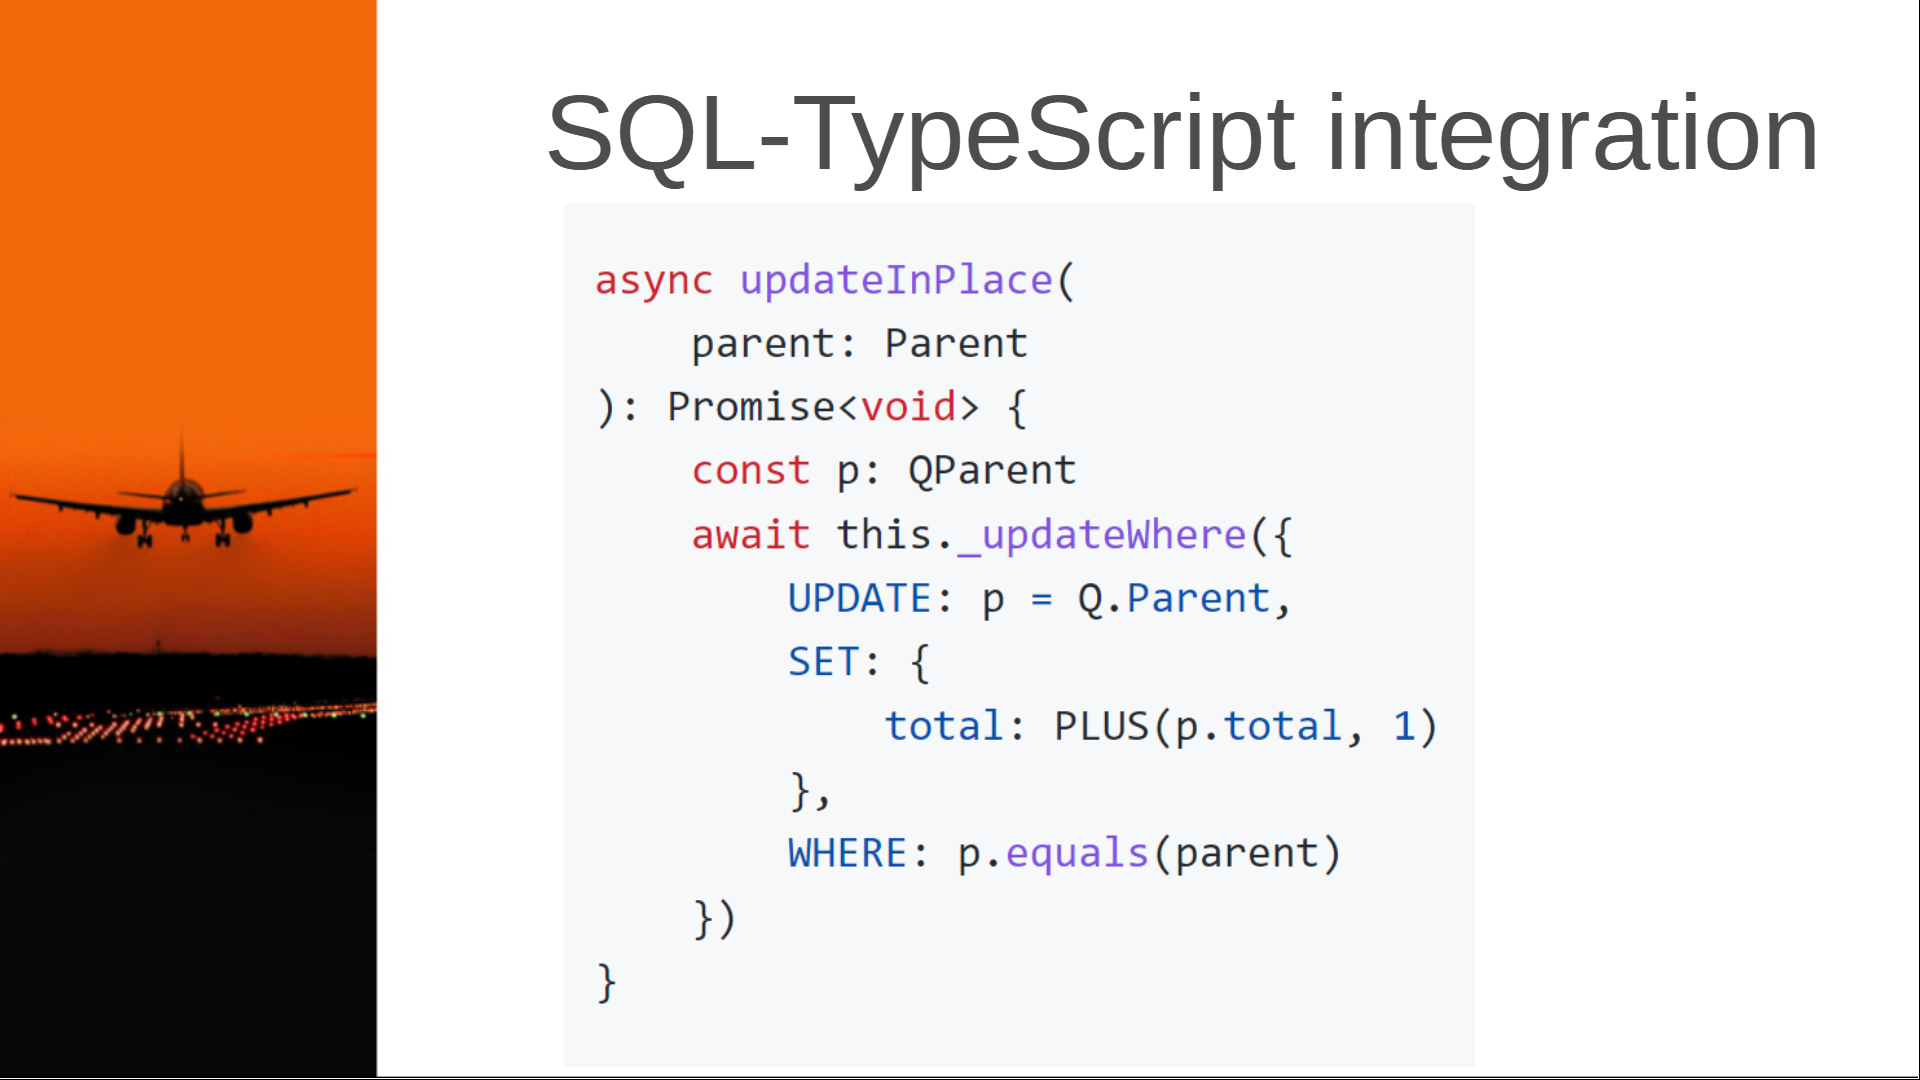 SQL-TypeScript integration
async updateInPlace(
    parent: Parent
): Promise<void> {
    const p: QParent
    await this._updateWhere({
        UPDATE: p = Q.Parent,
        SET: {
            total: PLUS(p.total, 1)
        },
        WHERE: p.equals(parent)
    })
}